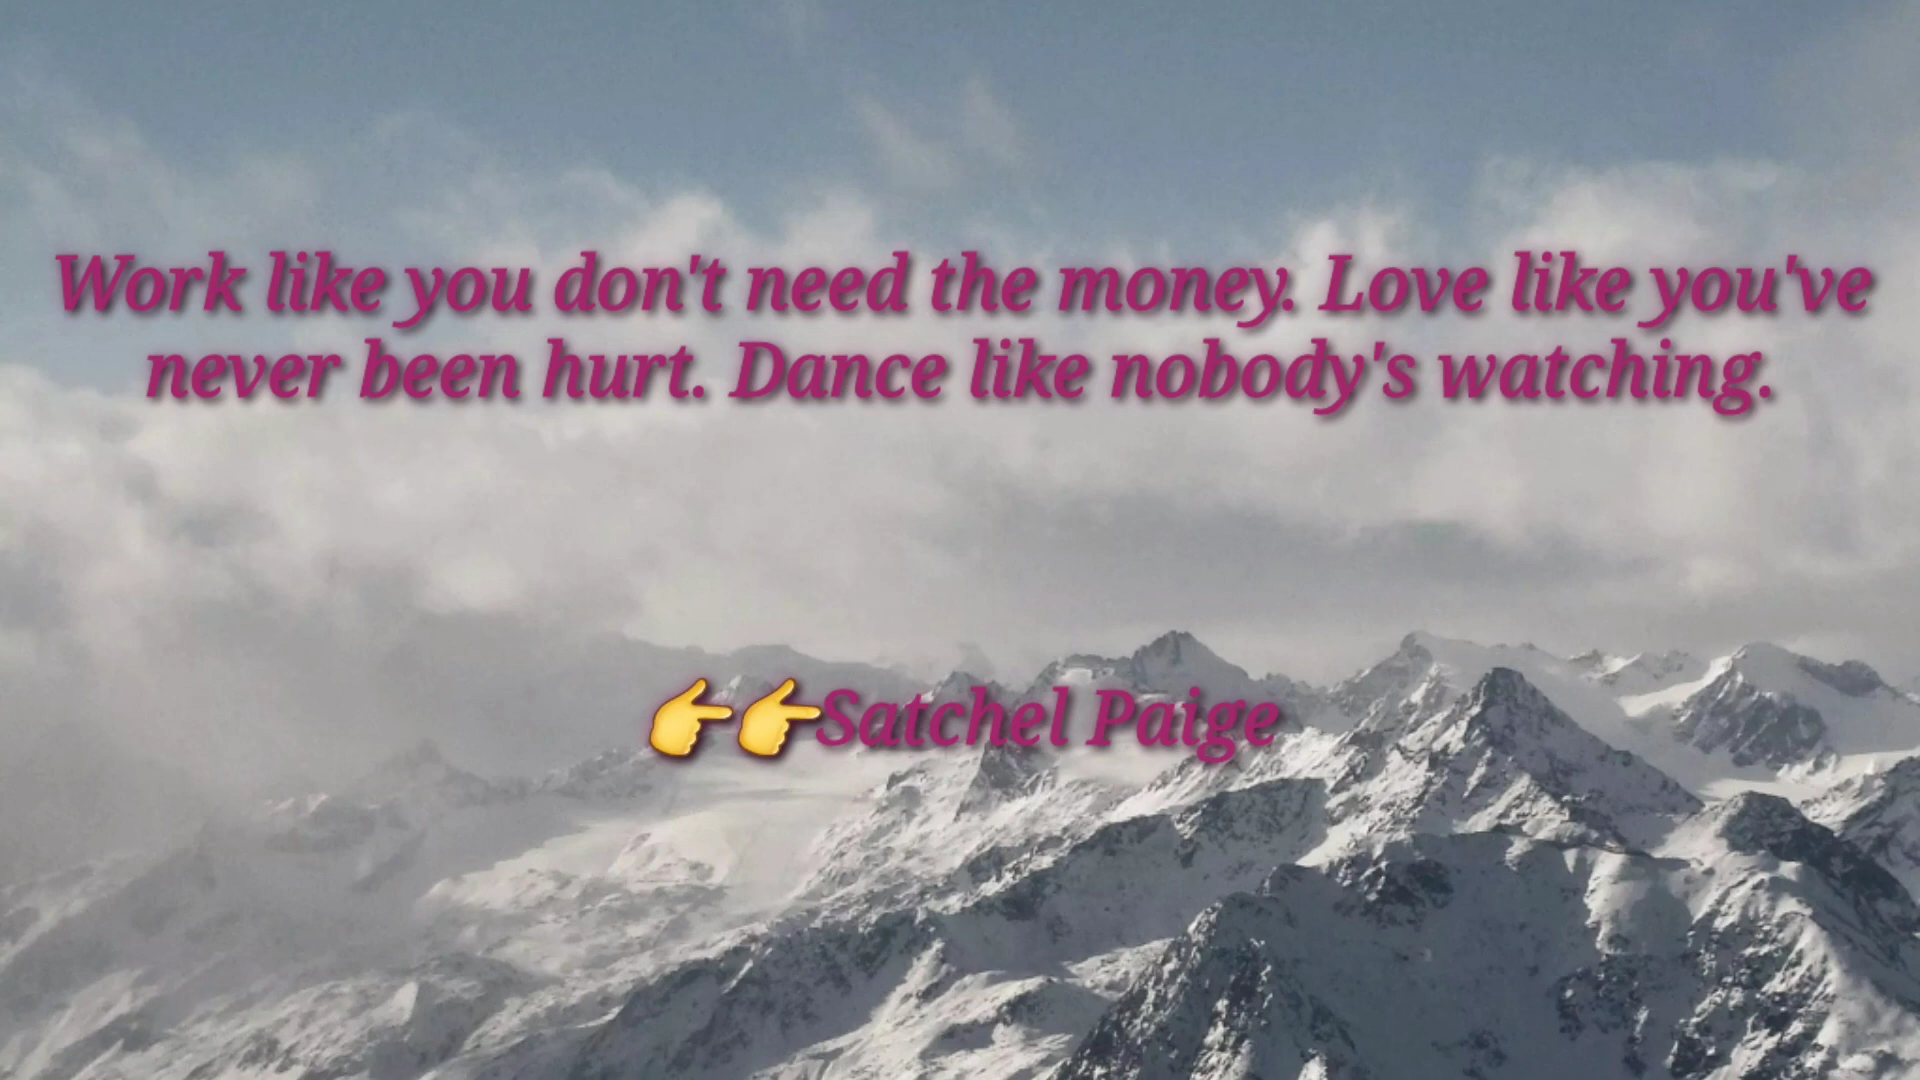 Work like you don't need the money. Love like you've
never been hurt. Dance like nobody's watching.
👉👉Satchel Paige